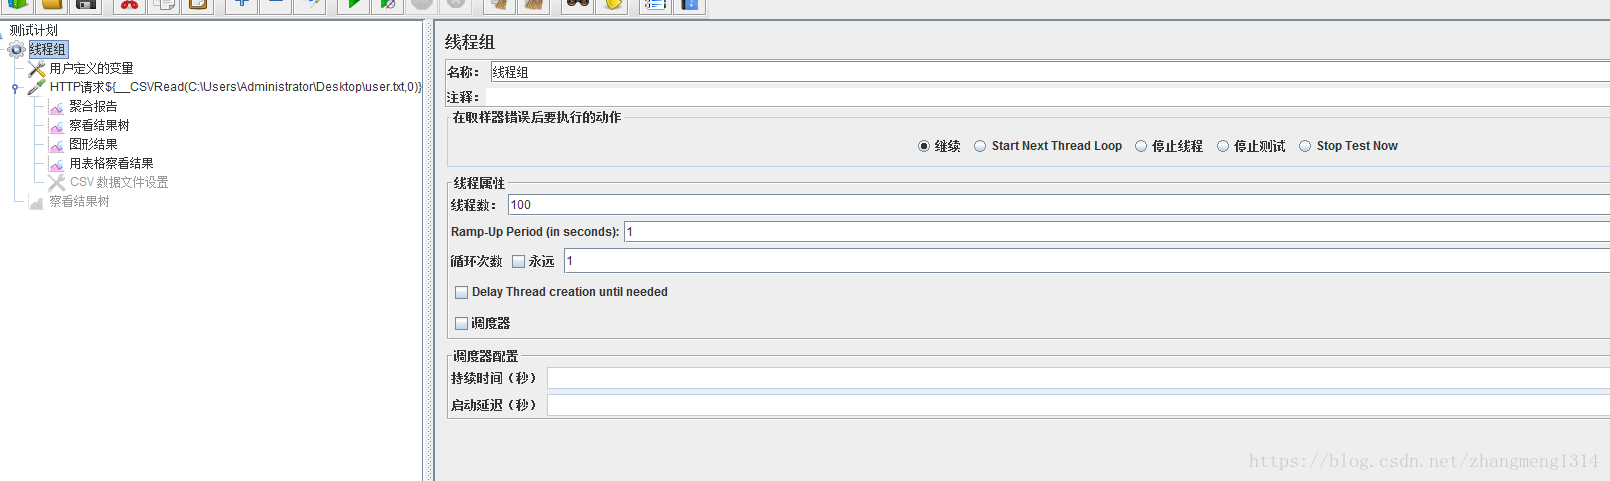 测试计划
线程组
用户定义的变量
HTTP请求${__CSVRead(C:\Users\Administrator\Desktop\user.txt,0)}
聚合报告
察看结果树
图形结果
用表格察看结果
CSV 数据文件设置
察看结果树
线程组
名称： 线程组
注释：
在取样器错误后要执行的动作
继续 Start Next Thread Loop 停止线程 停止测试 Stop Test Now
线程属性
线程数： 100
Ramp-Up Period (in seconds): 1
循环次数 永远 1
Delay Thread creation until needed
调度器
调度器配置
持续时间（秒）
启动延迟（秒）
https://blog.csdn.net/zhangmeng1314